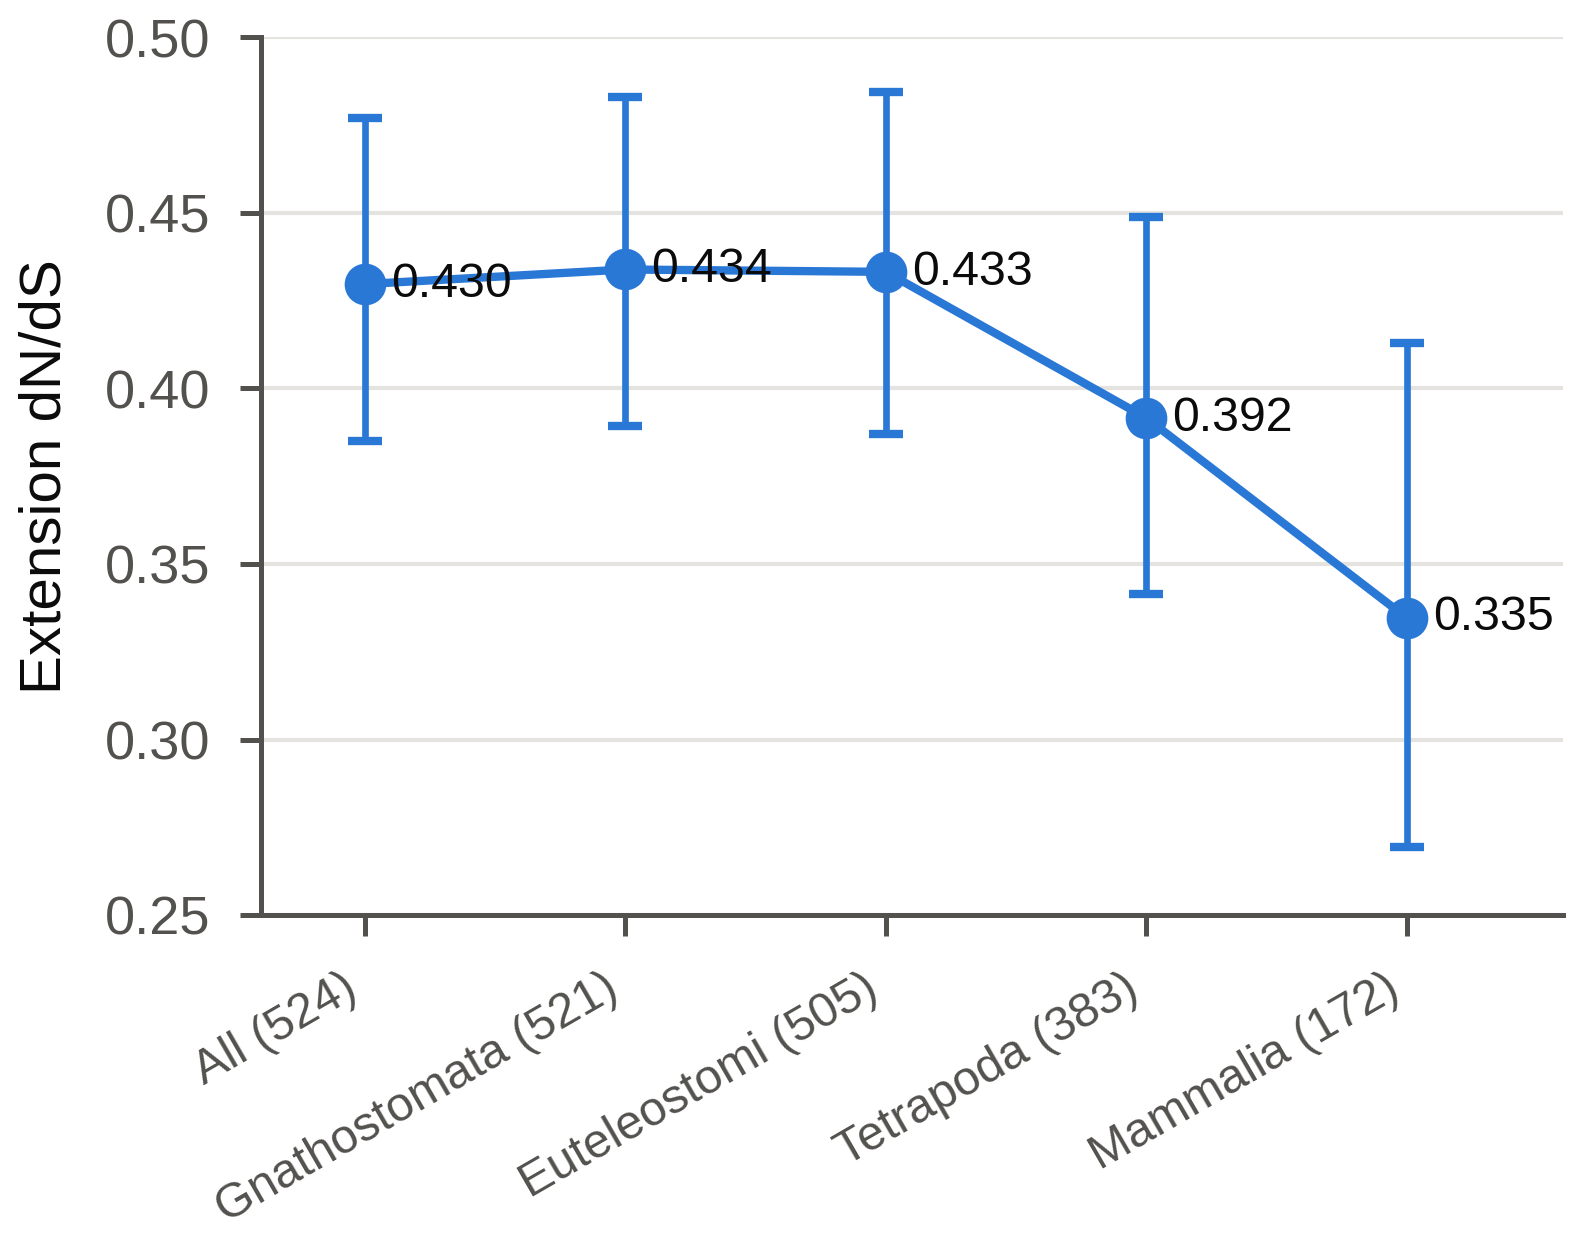 0.50
0.45
0.40
0.35
0.30
0.25
Extension dN/dS
0.430
0.434
0.433
0.392
0.335
All (524)
Gnathostomata (521)
Euteleostomi (505)
Tetrapoda (383)
Mammalia (172)